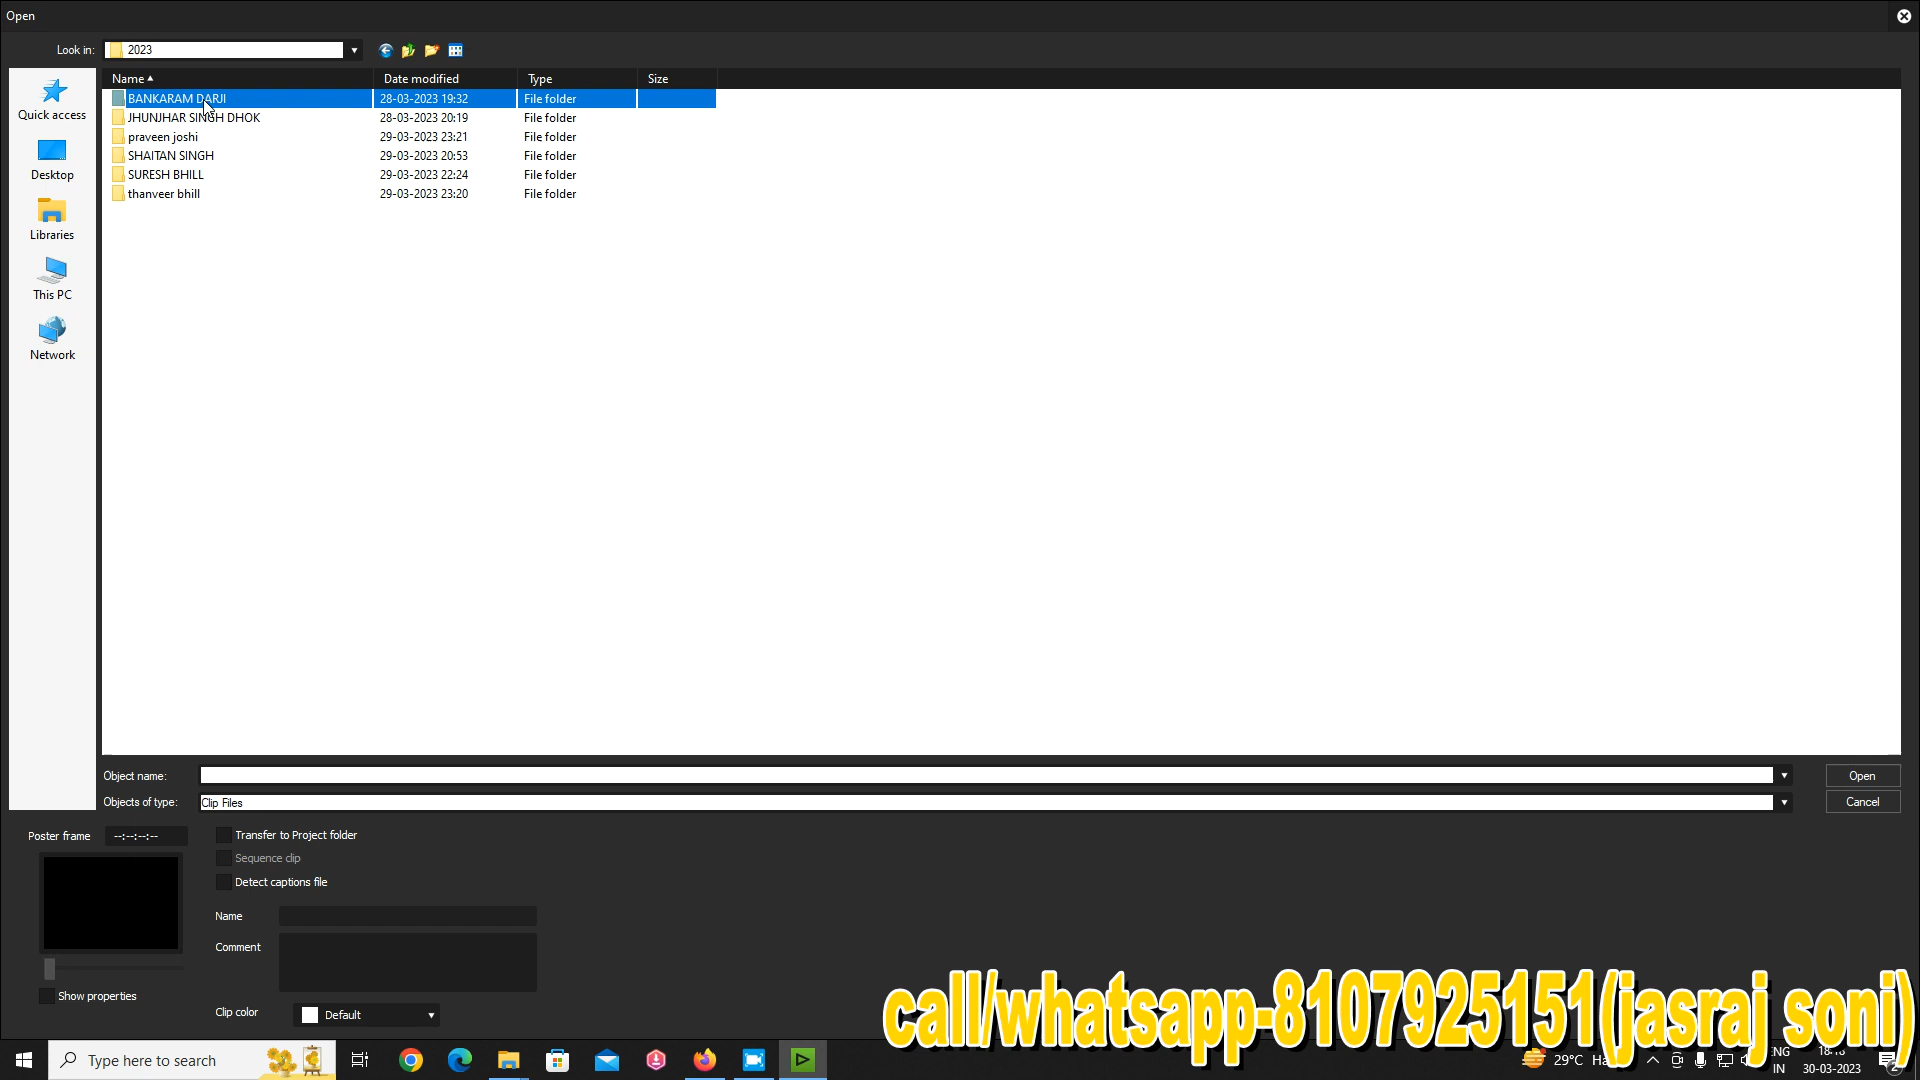 Open
Look in: 2023
Name Date modified Type Size
BANKARAM DARJI 28-03-2023 19:32 File folder
JHUNJHAR SINGH DHOK 28-03-2023 20:19 File folder
praveen joshi 29-03-2023 23:21 File folder
SHAITAN SINGH 29-03-2023 20:53 File folder
SURESH BHILL 29-03-2023 22:24 File folder
thanveer bhill 29-03-2023 23:20 File folder
Quick access
Desktop
Libraries
This PC
Network
Object name: Open
Objects of type: Clip Files Cancel
Poster frame --:--:--:-- Transfer to Project folder
Sequence clip
Detect captions file
Name
Comment
Show properties
Clip color Default
call/whatsapp-8107925151(jasraj soni)
Type here to search
29°C
IN 30-03-2023 2